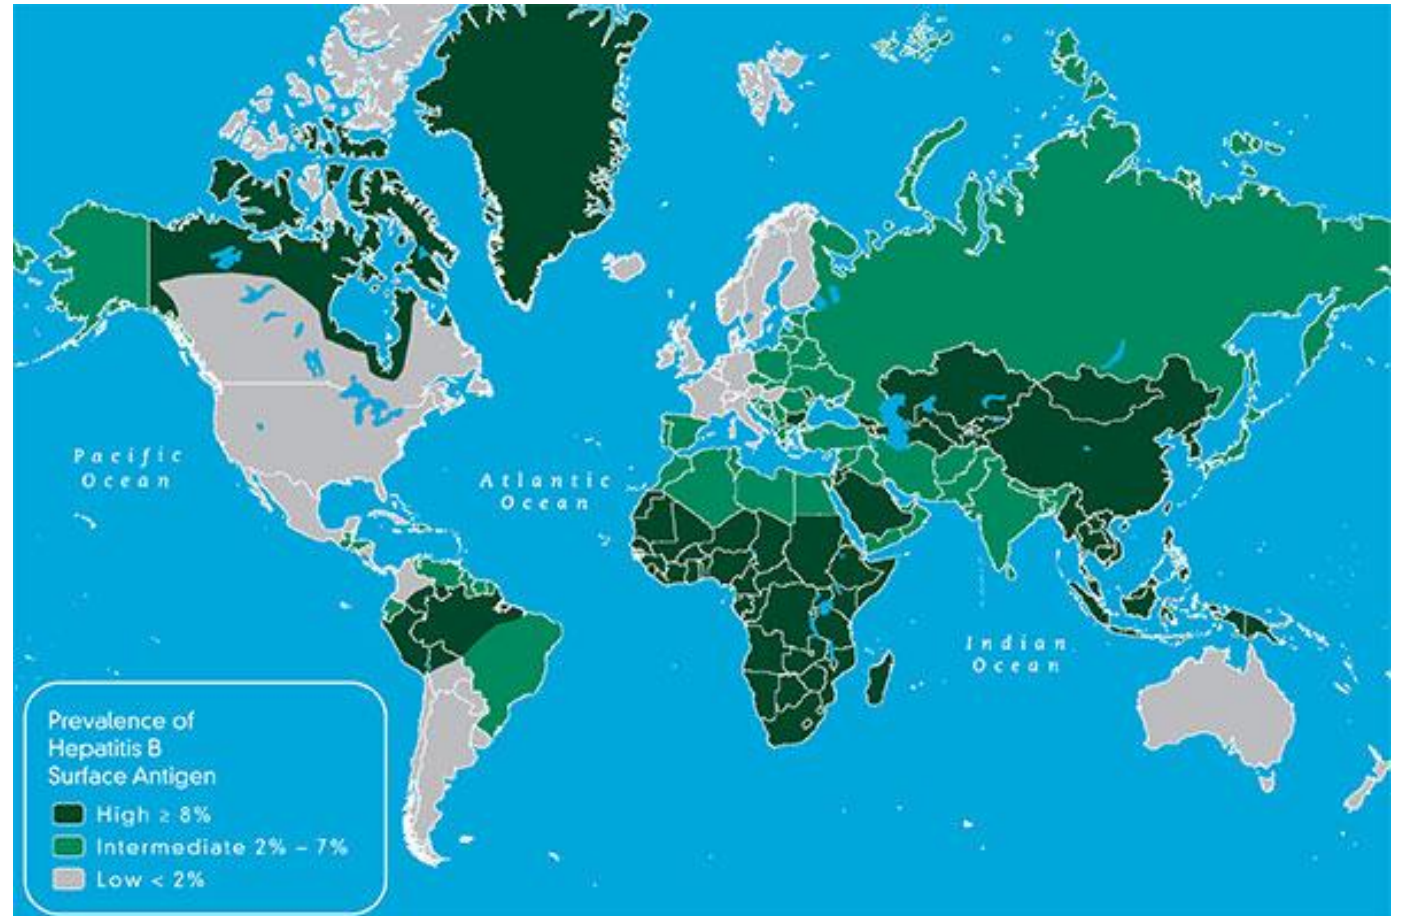 Pacific
Ocean
Atlantic
Ocean
Indian
Ocean
Prevalence of
Hepatitis B
Surface Antigen
High ≥ 8%
Intermediate 2% – 7%
Low < 2%